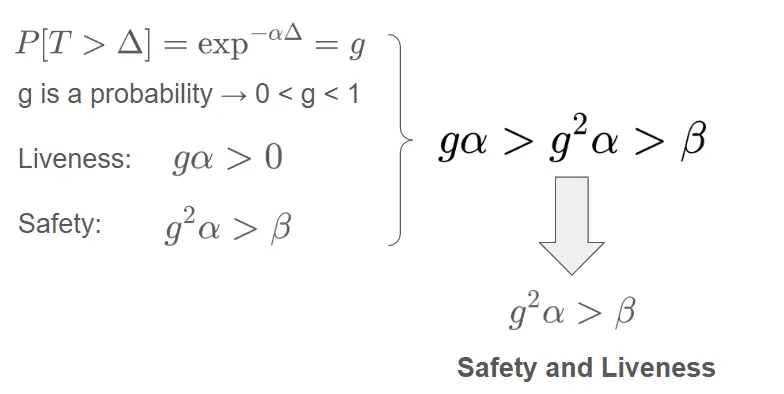 P[T > Δ] = exp^{−αΔ} = g
g is a probability → 0 < g < 1
Liveness: gα > 0
Safety: g²α > β
gα > g²α > β
g²α > β
Safety and Liveness